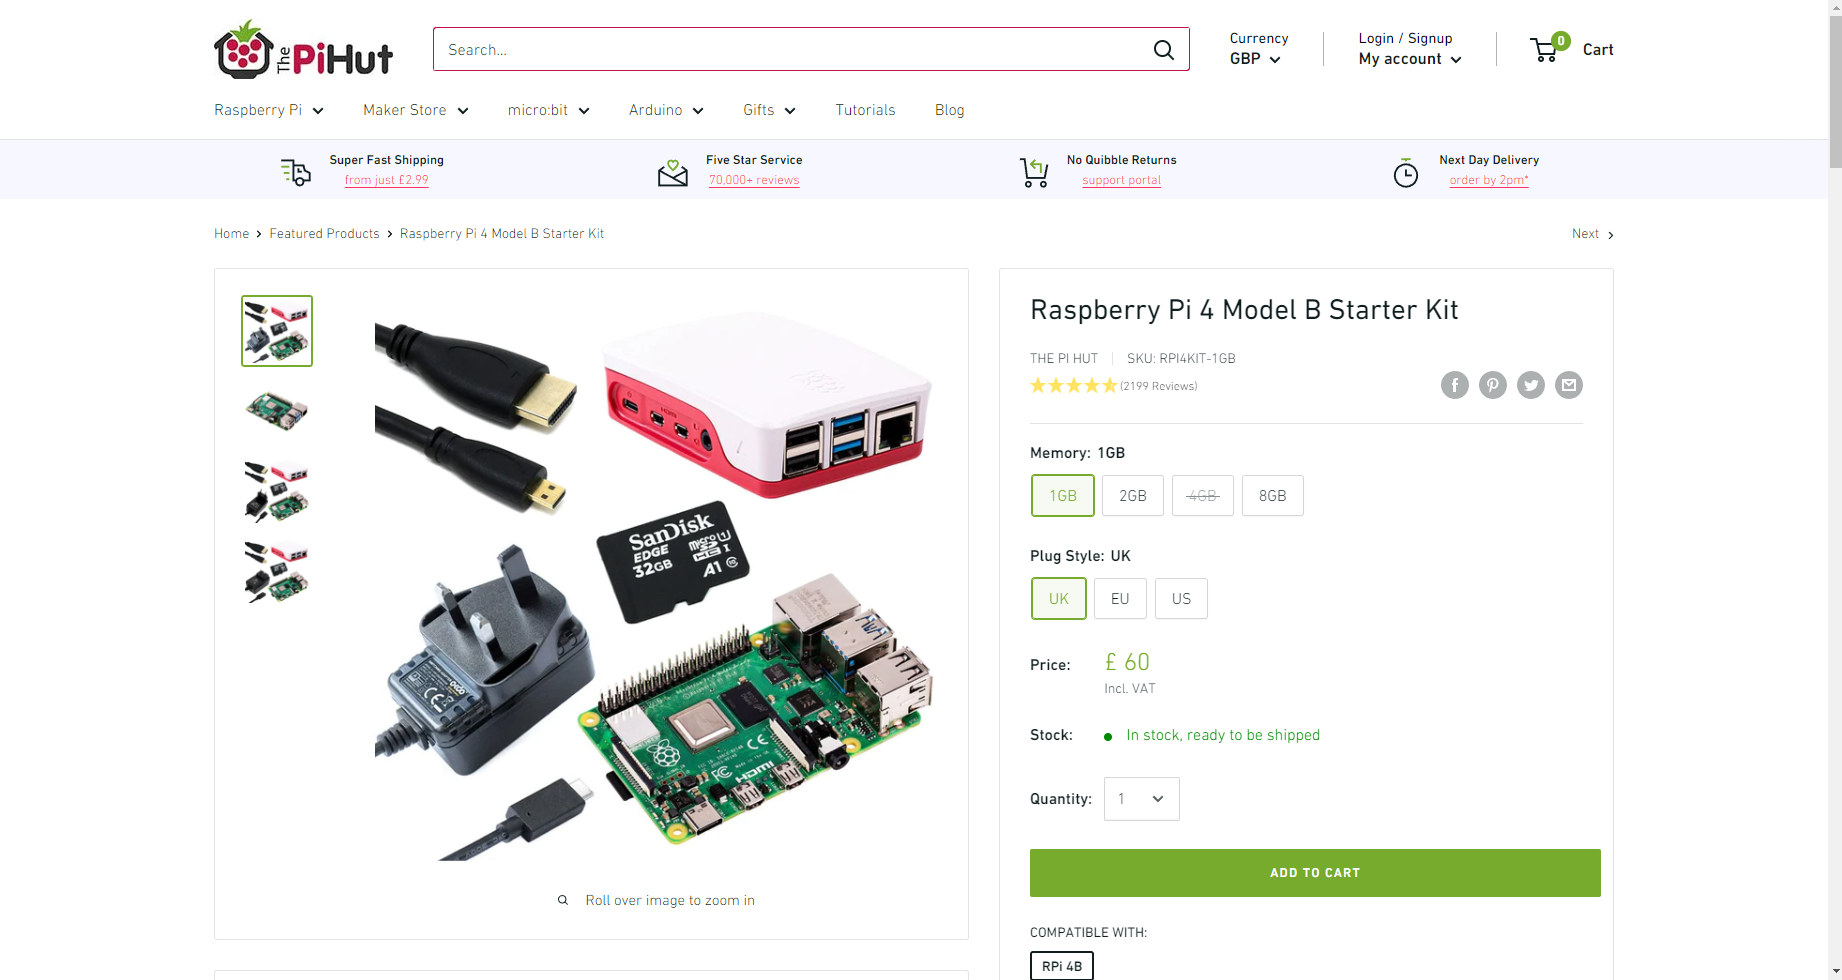 The PiHut
Search...
Currency
GBP
Login / Signup
My account
0
Cart
Raspberry Pi
Maker Store
micro:bit
Arduino
Gifts
Tutorials
Blog
Super Fast Shipping
from just £2.99
Five Star Service
70,000+ reviews
No Quibble Returns
support portal
Next Day Delivery
order by 2pm*
Home > Featured Products > Raspberry Pi 4 Model B Starter Kit
Next >
SanDisk
EDGE
32GB
micro SD
HC I
A1
HDMI
Roll over image to zoom in
Raspberry Pi 4 Model B Starter Kit
THE PI HUT
SKU: RPI4KIT-1GB
(2199 Reviews)
Memory: 1GB
1GB
2GB
4GB
8GB
Plug Style: UK
UK
EU
US
Price: £ 60
Incl. VAT
Stock: In stock, ready to be shipped
Quantity: 1
ADD TO CART
COMPATIBLE WITH:
RPi 4B